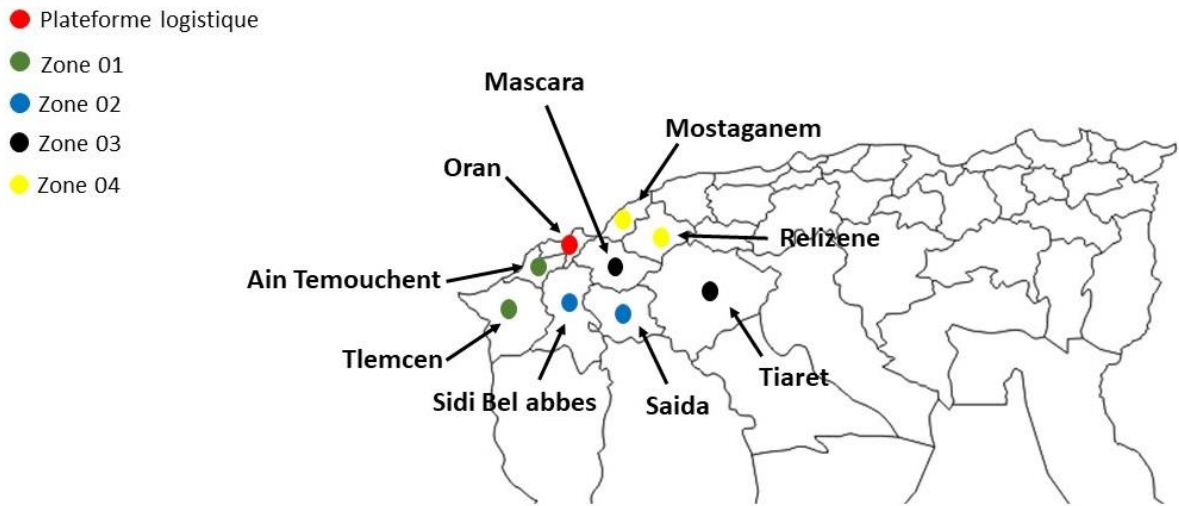 Plateforme logistique
Zone 01
Zone 02
Zone 03
Zone 04
Mascara
Mostaganem
Oran
Relizene
Ain Temouchent
Tlemcen
Tiaret
Sidi Bel abbes
Saida